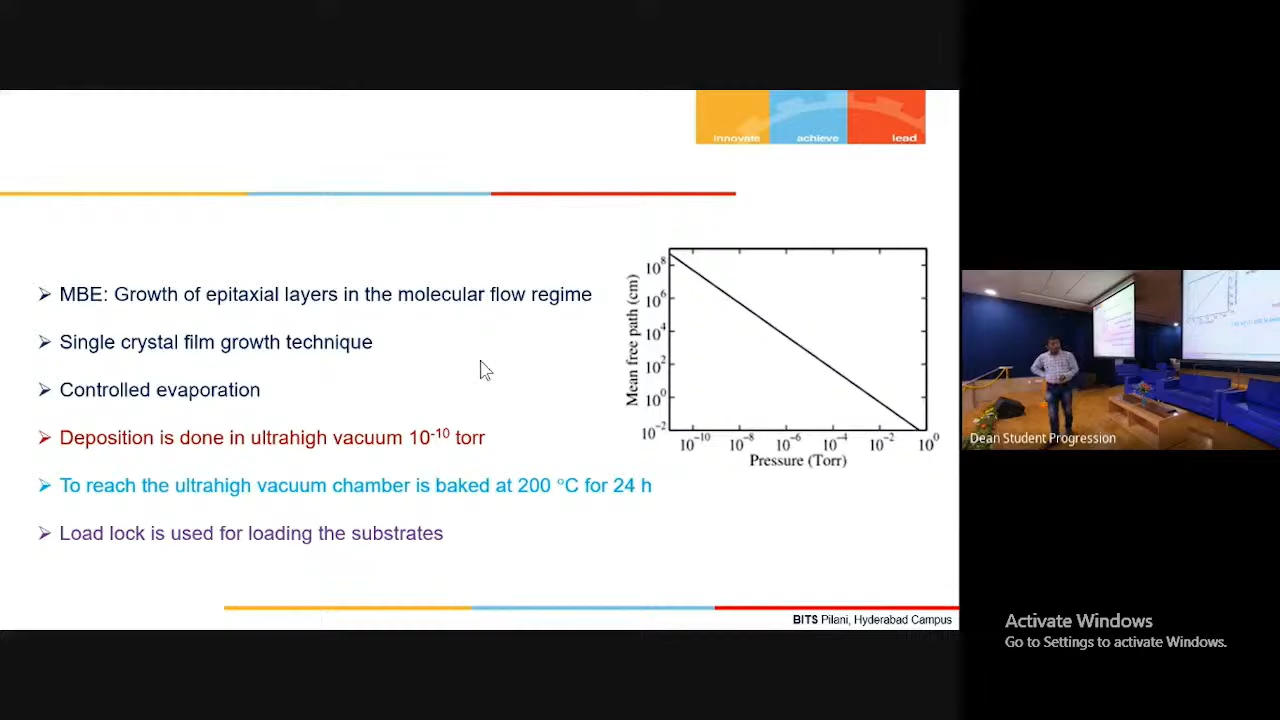 innovate achieve lead
➢ MBE: Growth of epitaxial layers in the molecular flow regime
➢ Single crystal film growth technique
➢ Controlled evaporation
➢ Deposition is done in ultrahigh vacuum 10⁻¹⁰ torr
➢ To reach the ultrahigh vacuum chamber is baked at 200 °C for 24 h
➢ Load lock is used for loading the substrates
Mean free path (cm)
10⁸
10⁶
10⁴
10²
10⁰
10⁻²
10⁻¹⁰ 10⁻⁸ 10⁻⁶ 10⁻⁴ 10⁻² 10⁰
Pressure (Torr)
BITS Pilani, Hyderabad Campus
Dean Student Progression
Activate Windows
Go to Settings to activate Windows.